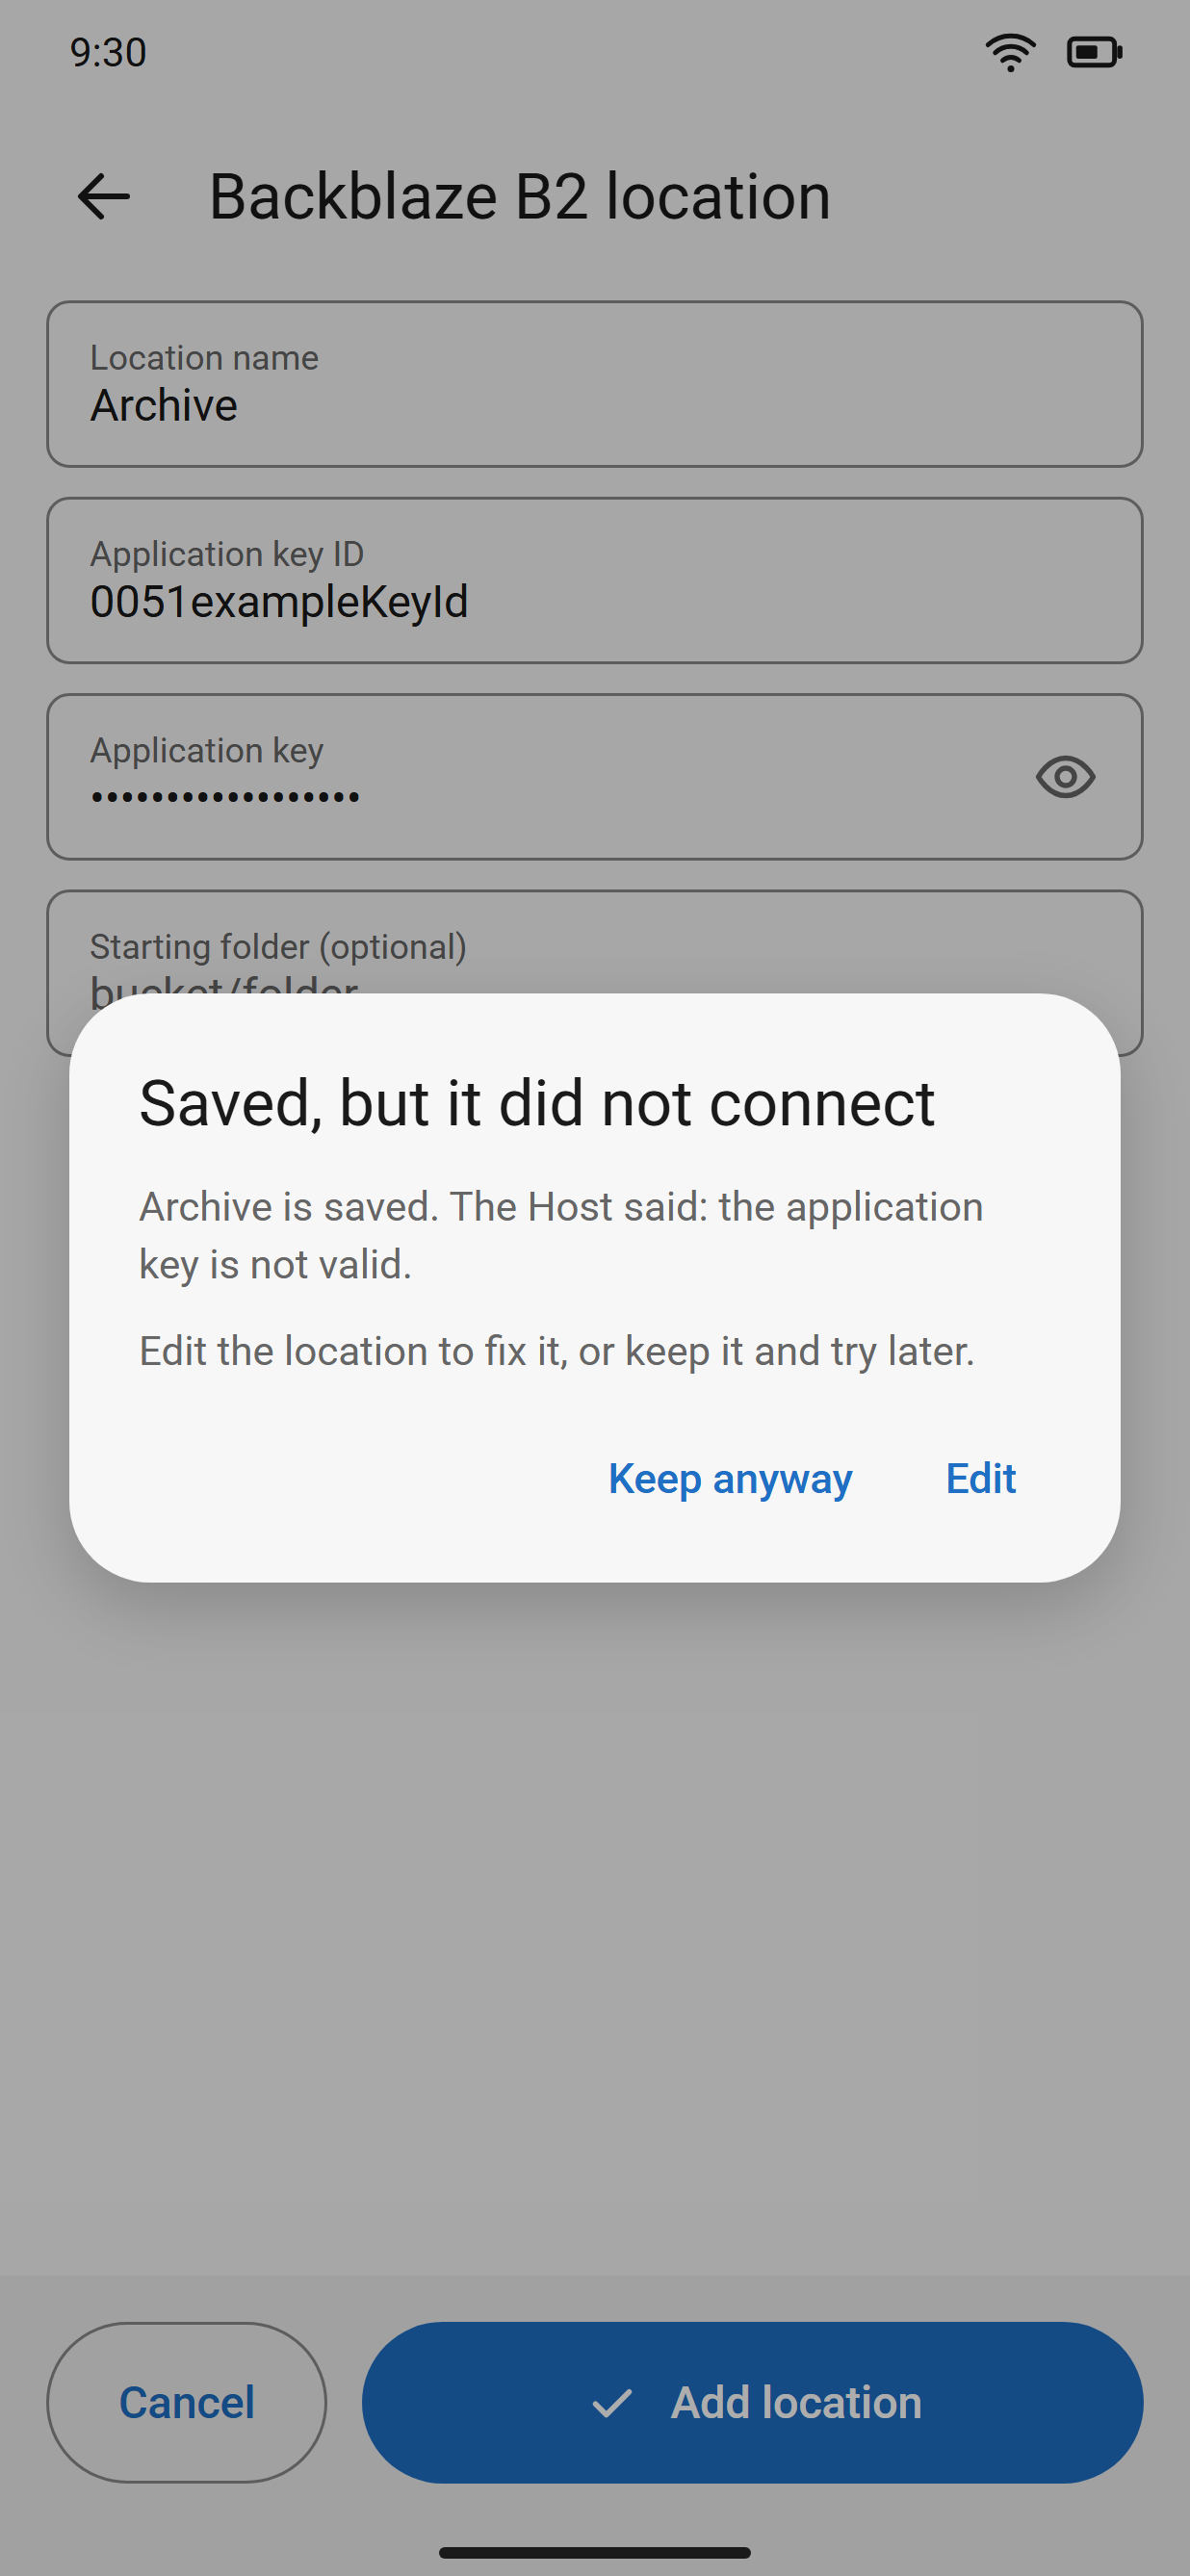 9:30
Backblaze B2 location
Location name
Archive
Application key ID
0051exampleKeyId
Application key
••••••••••••••••••
Starting folder (optional)
bucket/folder
Saved, but it did not connect
Archive is saved. The Host said: the application
key is not valid.
Edit the location to fix it, or keep it and try later.
Keep anyway
Edit
Cancel
Add location